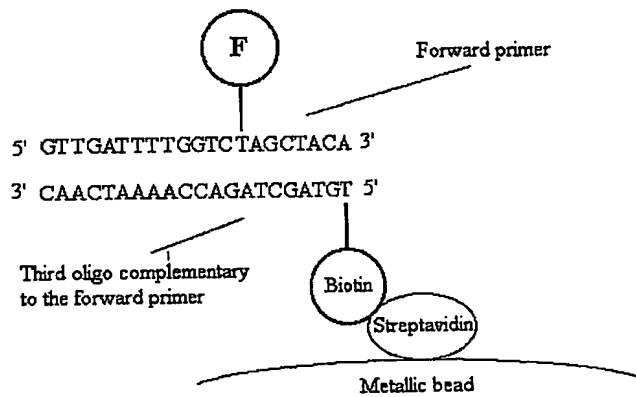 F
Forward primer
5' GTTGATTTTGGTCTAGCTACA 3'
3' CAACTAAAACCAGATCGATGT 5'
Third oligo complementary
to the forward primer
Biotin
Streptavidin
Metallic bead